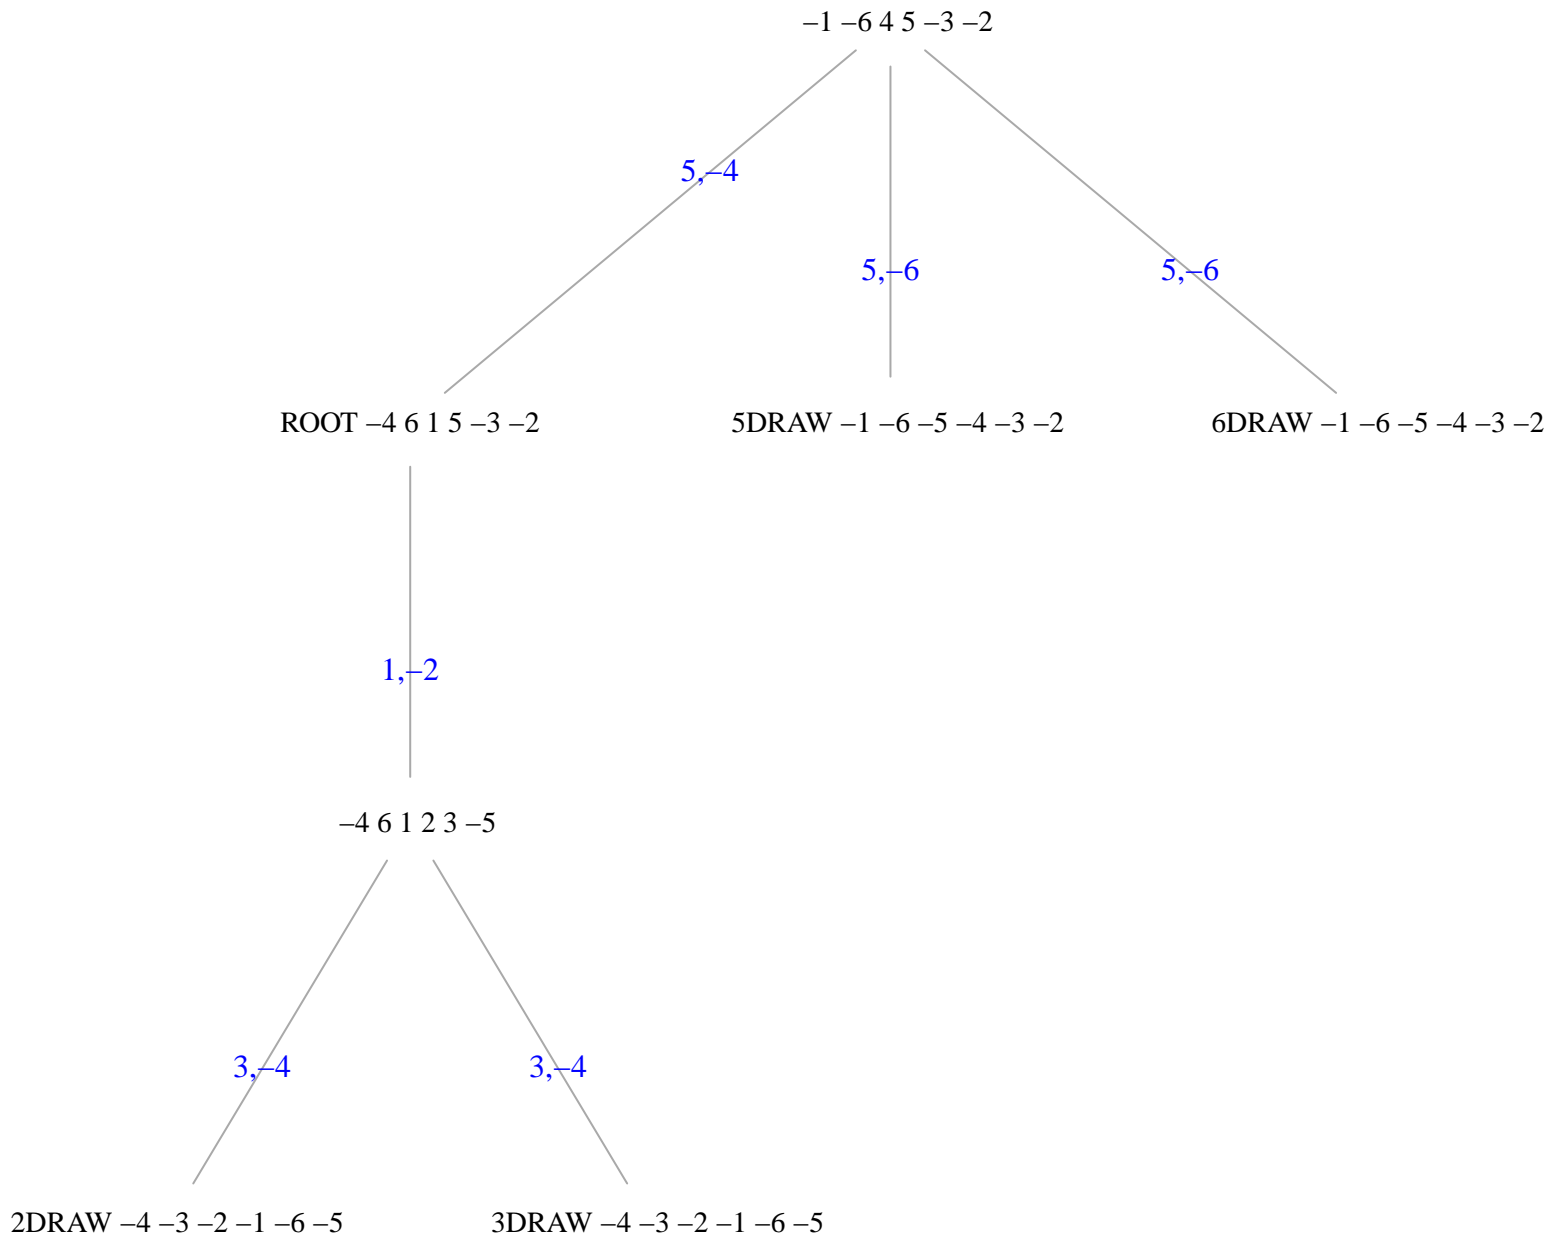 –1 –6 4 5 –3 –2
5,–4
5,–6
5,–6
ROOT –4 6 1 5 –3 –2
5DRAW –1 –6 –5 –4 –3 –2
6DRAW –1 –6 –5 –4 –3 –2
1,–2
–4 6 1 2 3 –5
3,–4
3,–4
2DRAW –4 –3 –2 –1 –6 –5
3DRAW –4 –3 –2 –1 –6 –5